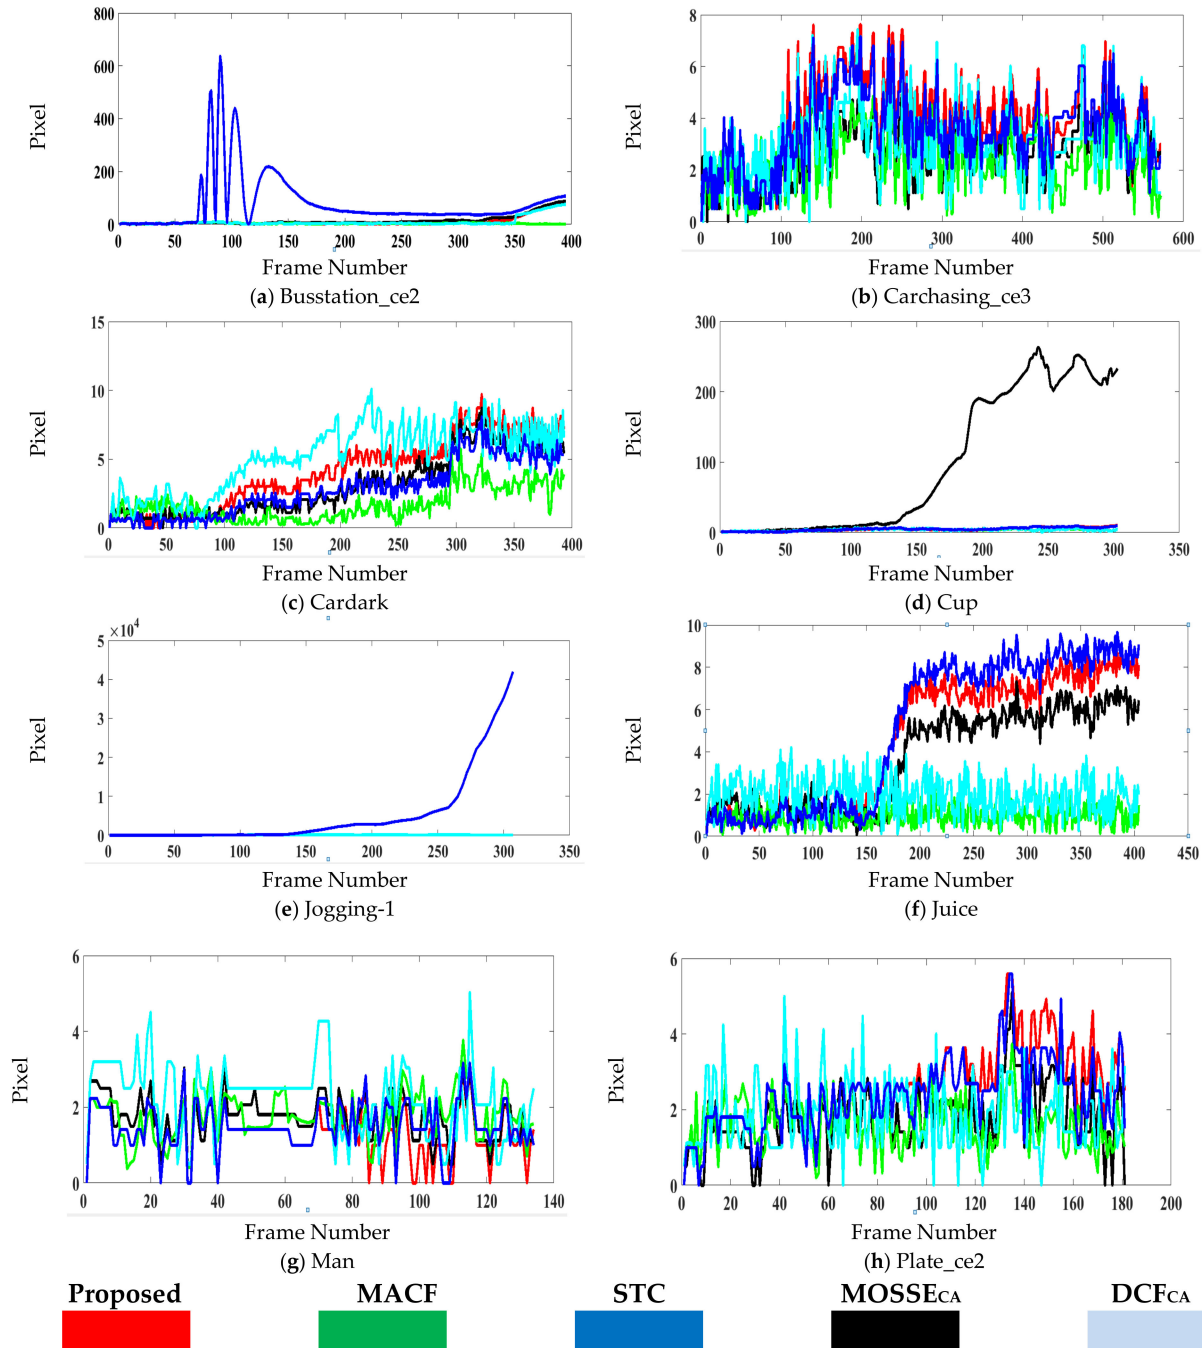 800
600
400
200
0
Pixel
0 50 100 150 200 250 300 350 400
Frame Number
(a) Busstation_ce2
8
6
4
2
0
Pixel
0 100 200 300 400 500 600
Frame Number
(b) Carchasing_ce3
15
10
5
0
Pixel
0 50 100 150 200 250 300 350 400
Frame Number
(c) Cardark
300
200
100
0
Pixel
0 50 100 150 200 250 300 350
Frame Number
(d) Cup
×10⁴
5
4
3
2
1
0
Pixel
0 50 100 150 200 250 300 350
Frame Number
(e) Jogging-1
10
8
6
4
2
0
Pixel
0 50 100 150 200 250 300 350 400 450
Frame Number
(f) Juice
6
4
2
0
Pixel
0 20 40 60 80 100 120 140
Frame Number
(g) Man
6
4
2
0
Pixel
0 20 40 60 80 100 120 140 160 180 200
Frame Number
(h) Plate_ce2
Proposed MACF STC MOSSECA DCFCA